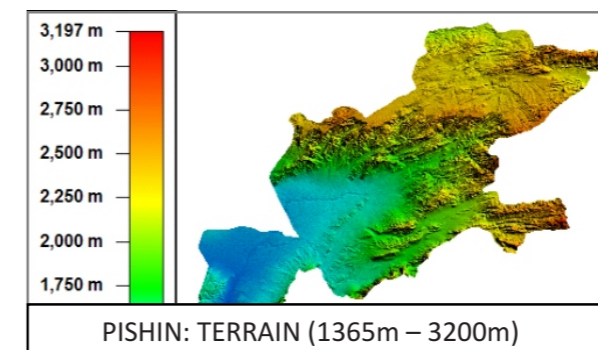 3,197 m
3,000 m
2,750 m
2,500 m
2,250 m
2,000 m
1,750 m
PISHIN: TERRAIN (1365m – 3200m)